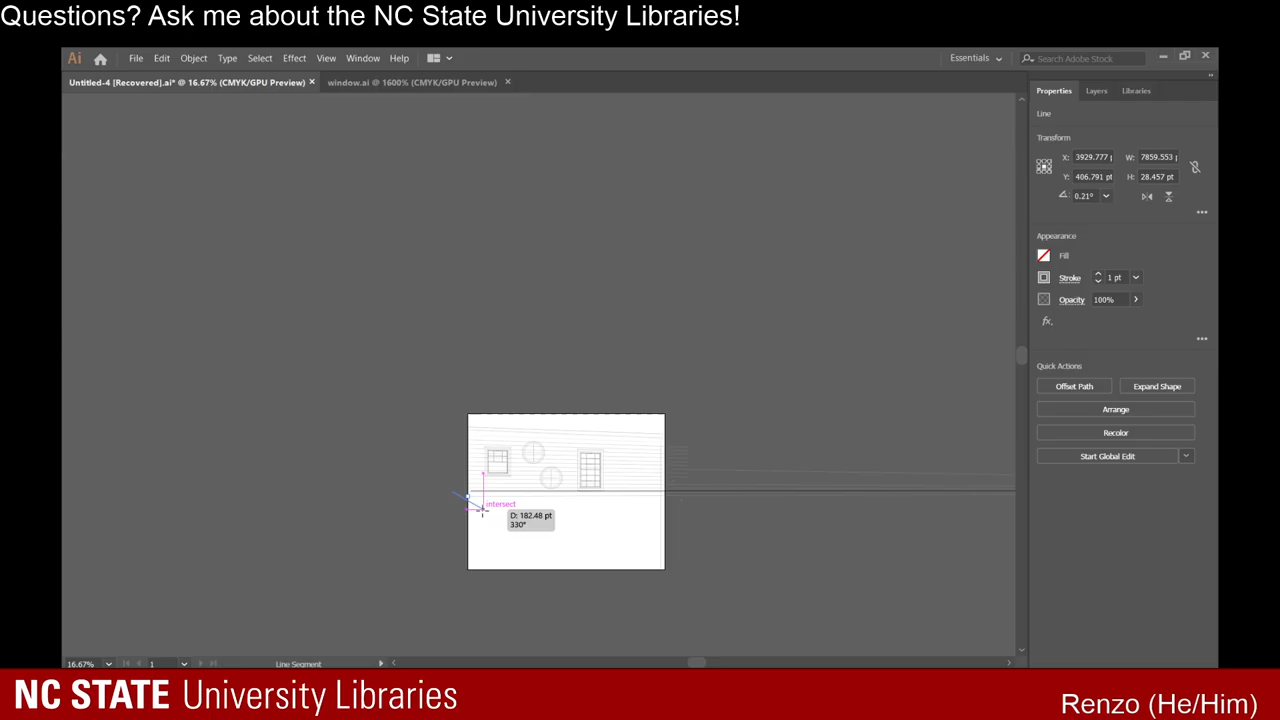 Questions? Ask me about the NC State University Libraries!
Ai File Edit Object Type Select Effect View Window Help Essentials Search Adobe Stock
Untitled-4 [Recovered].ai* @ 16.67% (CMYK/GPU Preview) × window.ai @ 1600% (CMYK/GPU Preview) ×
Properties Layers Libraries
Line
Transform
X: 3929.777 W: 7859.553
Y: 406.791 pt H: 28.457 pt
0.21°
Appearance
Fill
Stroke 1 pt
Opacity 100%
fx.
Quick Actions
Offset Path Expand Shape
Arrange
Recolor
Start Global Edit
intersect
D: 182.48 pt
330°
16.67% 1 Line Segment
NC STATE University Libraries
Renzo (He/Him)